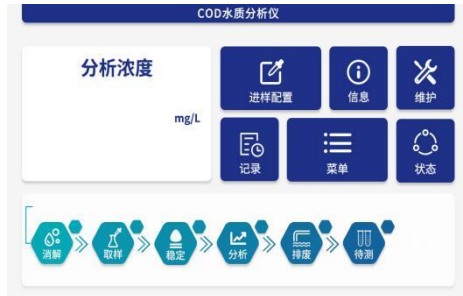 COD水质分析仪
分析浓度
mg/L
进样配置
信息
维护
记录
菜单
状态
消解
取样
稳定
分析
排废
待测